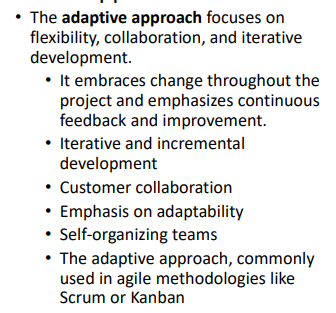 • The adaptive approach focuses on
flexibility, collaboration, and iterative
development.
• It embraces change throughout the
project and emphasizes continuous
feedback and improvement.
• Iterative and incremental
development
• Customer collaboration
• Emphasis on adaptability
• Self-organizing teams
• The adaptive approach, commonly
used in agile methodologies like
Scrum or Kanban